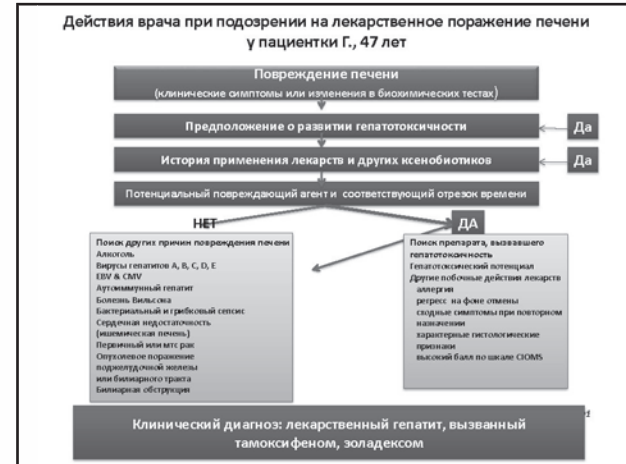 Действия врача при подозрении на лекарственное поражение печени
у пациентки Г., 47 лет
Повреждение печени
(клинические симптомы или изменения в биохимических тестах)
Предположение о развитии гепатотоксичности
Да
История применения лекарств и других ксенобиотиков
Да
Потенциальный повреждающий агент и соответствующий отрезок времени
НЕТ
ДА
Поиск других причин повреждения печени
Алкоголь
Вирусы гепатитов A, B, C, D, E
EBV & CMV
Аутоиммунный гепатит
Болезнь Вильсона
Бактериальный и грибковый сепсис
Сердечная недостаточность
(ишемическая печень)
Первичный или мтс рак
Опухолевое поражение
поджелудочной железы
или билиарного тракта
Билиарная обструкция
Поиск препарата, вызвавшего
гепатотоксичность
Гепатотоксический потенциал
Другие побочные действия лекарств
аллергия
регресс на фоне отмены
сходные симптомы при повторном
назначении
характерные гистологические
признаки
высокий балл по шкале CIOMS
Клинический диагноз: лекарственный гепатит, вызванный
тамоксифеном, золадексом